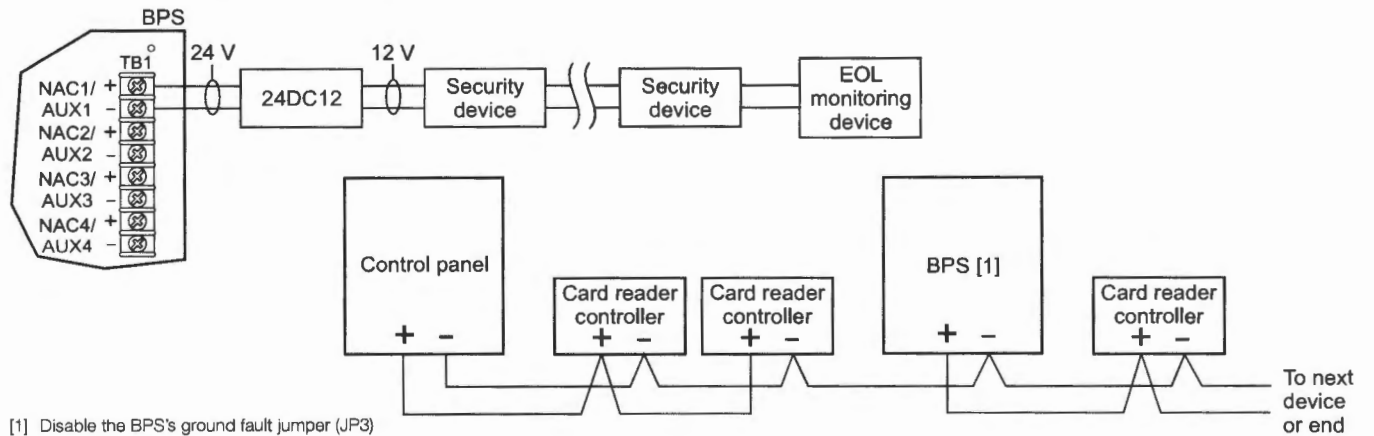 BPS
TB1
24 V
12 V
NAC1/ +
AUX1 −
NAC2/ +
AUX2 −
NAC3/ +
AUX3 −
NAC4/ +
AUX4 −
24DC12
Security
device
Security
device
EOL
monitoring
device
Control panel
+ −
Card reader
controller
+ −
Card reader
controller
+ −
BPS [1]
+ −
Card reader
controller
+ −
To next
device
or end
[1] Disable the BPS's ground fault jumper (JP3)